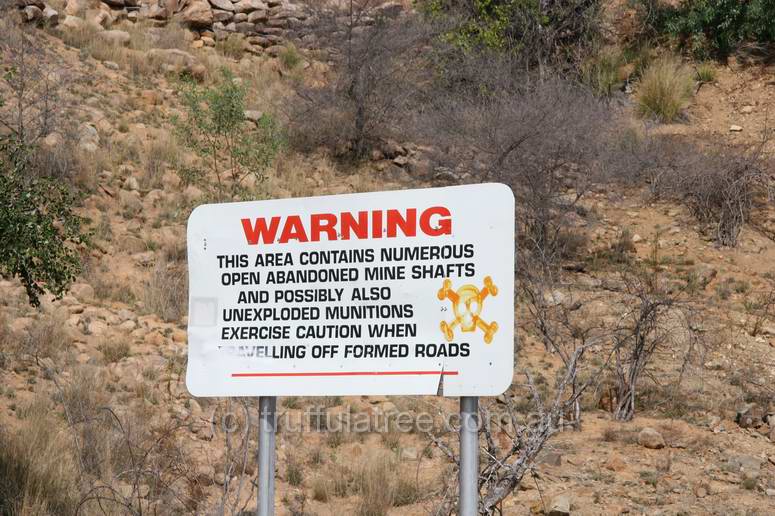 WARNING
THIS AREA CONTAINS NUMEROUS
OPEN ABANDONED MINE SHAFTS
AND POSSIBLY ALSO
UNEXPLODED MUNITIONS
EXERCISE CAUTION WHEN
TRAVELLING OFF FORMED ROADS
(c) truffulatree.com.au